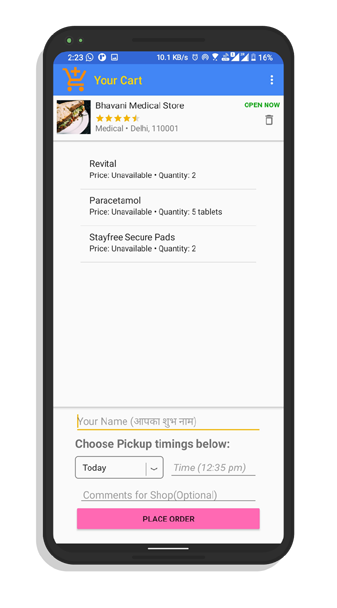 2:23 10.1 KB/s 16%
Your Cart
Bhavani Medical Store OPEN NOW
Medical • Delhi, 110001
Revital
Price: Unavailable • Quantity: 2
Paracetamol
Price: Unavailable • Quantity: 5 tablets
Stayfree Secure Pads
Price: Unavailable • Quantity: 2
Your Name (आपका शुभ नाम)
Choose Pickup timings below:
Today Time (12:35 pm)
Comments for Shop(Optional)
PLACE ORDER